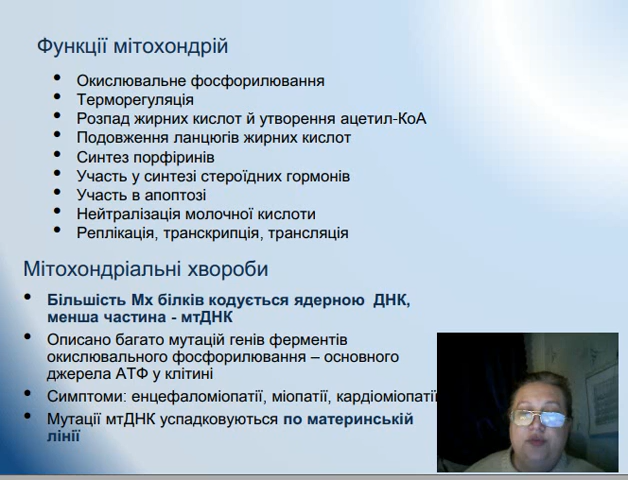 Функції мітохондрій
Окислювальне фосфорилювання
Терморегуляція
Розпад жирних кислот й утворення ацетил-КоА
Подовження ланцюгів жирних кислот
Синтез порфіринів
Участь у синтезі стероїдних гормонів
Участь в апоптозі
Нейтралізація молочної кислоти
Реплікація, транскрипція, трансляція
Мітохондріальні хвороби
Більшість Мх білків кодується ядерною ДНК,
менша частина - мтДНК
Описано багато мутацій генів ферментів
окислювального фосфорилювання – основного
джерела АТФ у клітині
Симптоми: енцефаломіопатії, міопатії, кардіоміопатії
Мутації мтДНК успадковуються по материнській
лінії